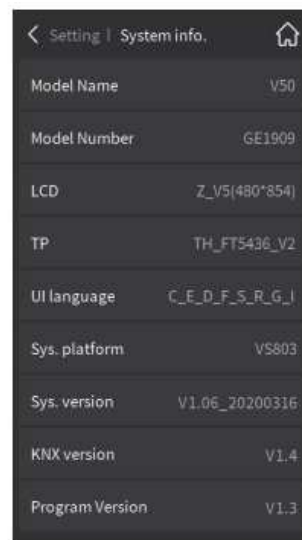 Setting | System info.
Model Name V50
Model Number GE1909
LCD Z_V5(480*854)
TP TH_FT5436_V2
UI language C_E_D_F_S_R_G_I
Sys. platform VS803
Sys. version V1.06_20200316
KNX version V1.4
Program Version V1.3